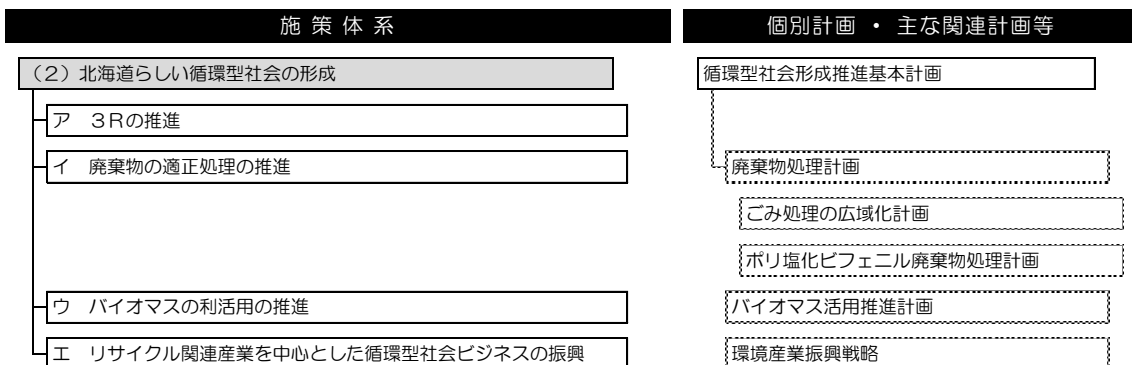 施策体系
個別計画 ・ 主な関連計画等
(2)北海道らしい循環型社会の形成
循環型社会形成推進基本計画
ア 3Rの推進
イ 廃棄物の適正処理の推進
廃棄物処理計画
ごみ処理の広域化計画
ポリ塩化ビフェニル廃棄物処理計画
ウ バイオマスの利活用の推進
バイオマス活用推進計画
エ リサイクル関連産業を中心とした循環型社会ビジネスの振興
環境産業振興戦略